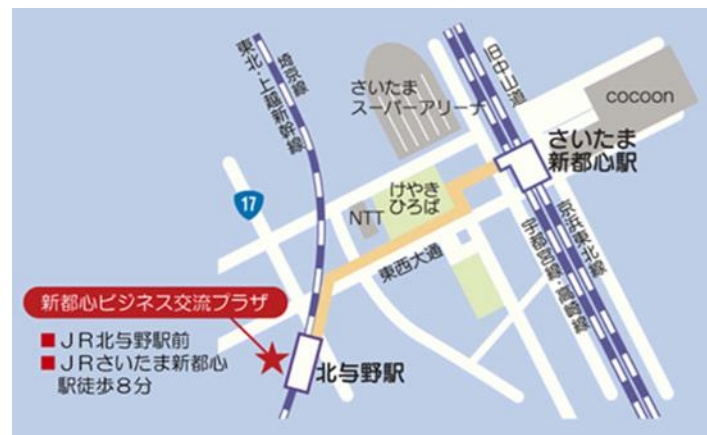 埼京線
東北・上越新幹線
さいたま
スーパーアリーナ
旧中山道
cocoon
さいたま
新都心駅
けやき
ひろば
NTT
17
東西大通
京浜東北線
宇都宮線・高崎線
新都心ビジネス交流プラザ
■ＪＲ北与野駅前
■ＪＲさいたま新都心
駅徒歩８分
北与野駅